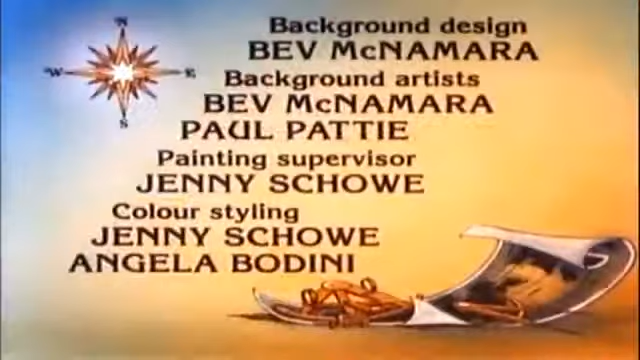 N
W E
S
Background design
BEV McNAMARA
Background artists
BEV McNAMARA
PAUL PATTIE
Painting supervisor
JENNY SCHOWE
Colour styling
JENNY SCHOWE
ANGELA BODINI